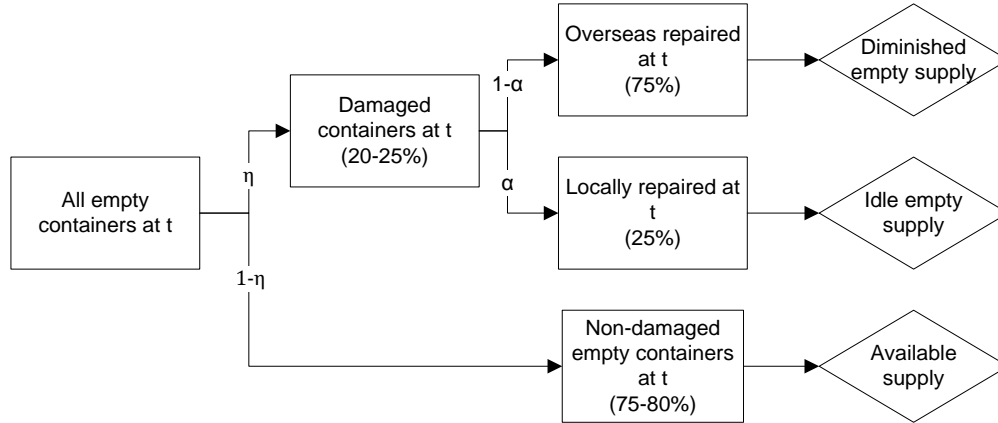 All empty
containers at t
η
1-η
Damaged
containers at t
(20-25%)
1-α
α
Overseas repaired
at t
(75%)
Diminished
empty supply
Locally repaired at
t
(25%)
Idle empty
supply
Non-damaged
empty containers
at t
(75-80%)
Available
supply